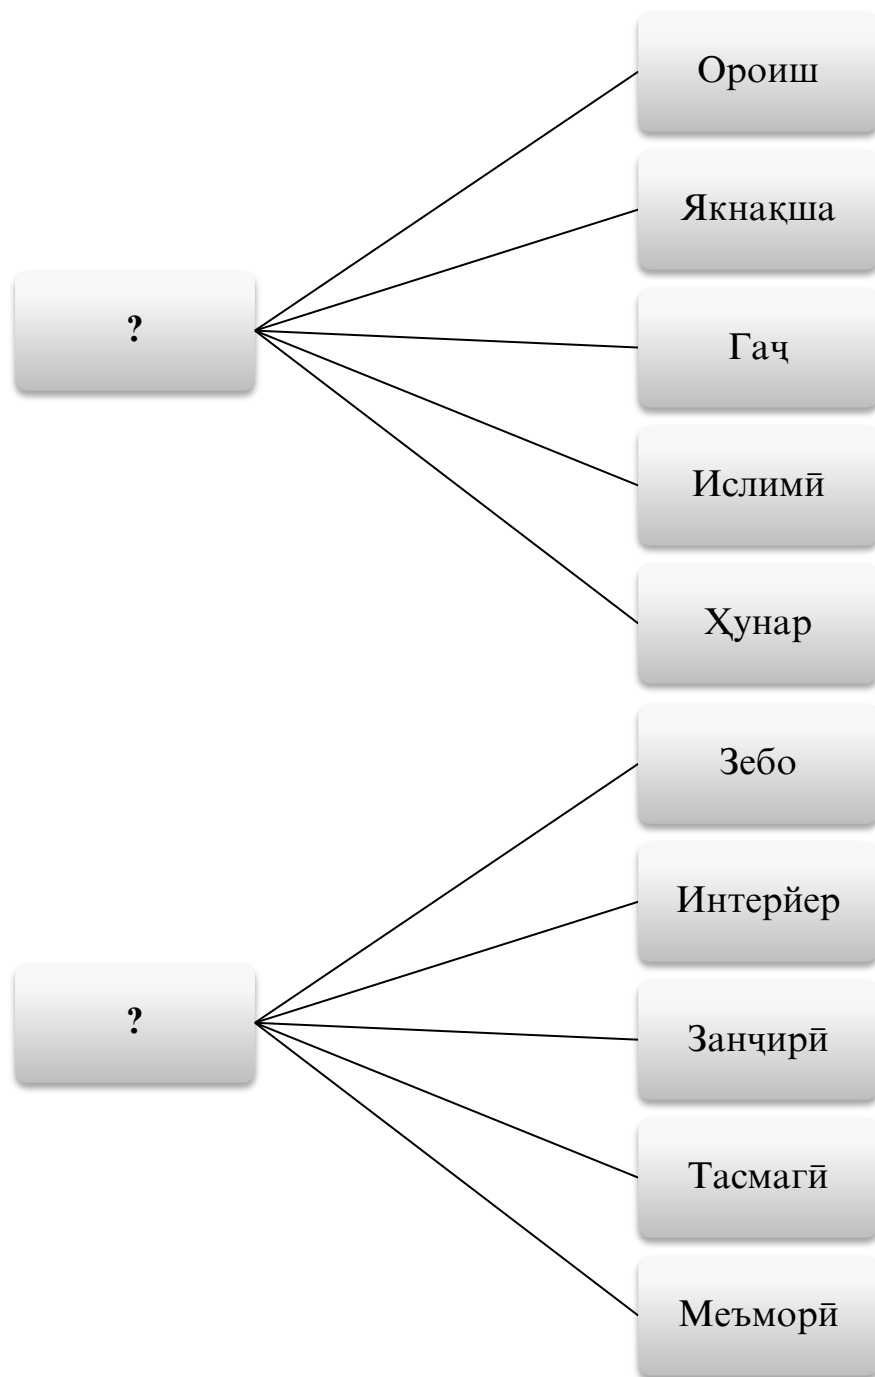 Ороиш
Якнақша
?
Гаҷ
Ислимӣ
Ҳунар
Зебо
Интерйер
?
Занҷирӣ
Тасмагӣ
Меъморӣ